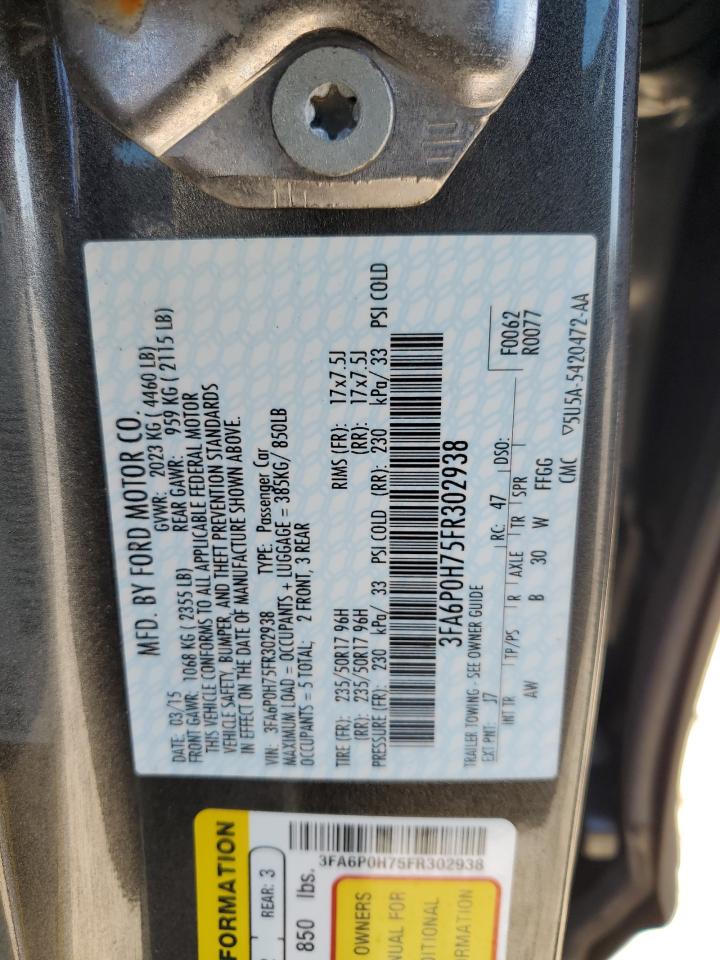 MFD. BY FORD MOTOR CO.
DATE: 03/15 GVWR: 2023 KG ( 4460 LB)
FRONT GAWR: 1068 KG ( 2355 LB) REAR GAWR: 959 KG ( 2115 LB)
THIS VEHICLE CONFORMS TO ALL APPLICABLE FEDERAL MOTOR
VEHICLE SAFETY, BUMPER, AND THEFT PREVENTION STANDARDS
IN EFFECT ON THE DATE OF MANUFACTURE SHOWN ABOVE.
VIN: 3FA6P0H75FR302938 TYPE: Passenger Car
MAXIMUM LOAD = OCCUPANTS + LUGGAGE = 385KG/ 850LB
OCCUPANTS = 5 TOTAL: 2 FRONT, 3 REAR
TIRE (FR): 235/50R17 96H RIMS (FR): 17x7.5J
(RR): 235/50R17 96H (RR): 17x7.5J
PRESSURE (FR): 230 kPa/ 33 PSI COLD (RR): 230 kPa/ 33 PSI COLD
3FA6P0H75FR302938
TRAILER TOWING - SEE OWNER GUIDE
F0062
R0077
EXT PNT: J7 RC: 47 DSO:
INT TR TP/PS R AXLE TR SPR
AW B 30 W FFGG
CMC ▽5U5A-5420472-AA
FORMATION
REAR: 3
850 lbs.
3FA6P0H75FR302938
OWNERS
NUAL FOR
DITIONAL
ORMATION